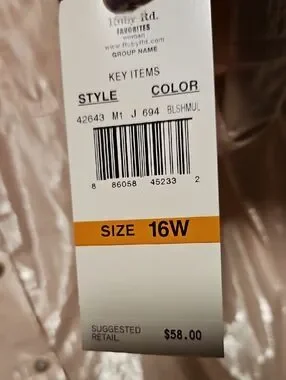 Ruby Rd.
FAVORITES
woman
www.RubyRd.com
GROUP NAME
KEY ITEMS
STYLE COLOR
42643 M1 J 694 BLSHMUL
8 86058 45233 2
SIZE 16W
SUGGESTED
RETAIL $58.00